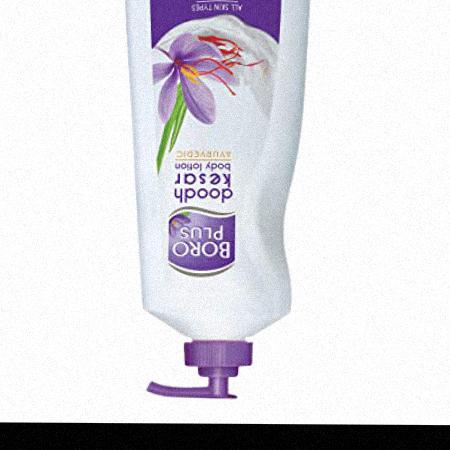 BORO
PLUS
doodh
kesar
body lotion
AYURVEDIC
ALL SKIN TYPES